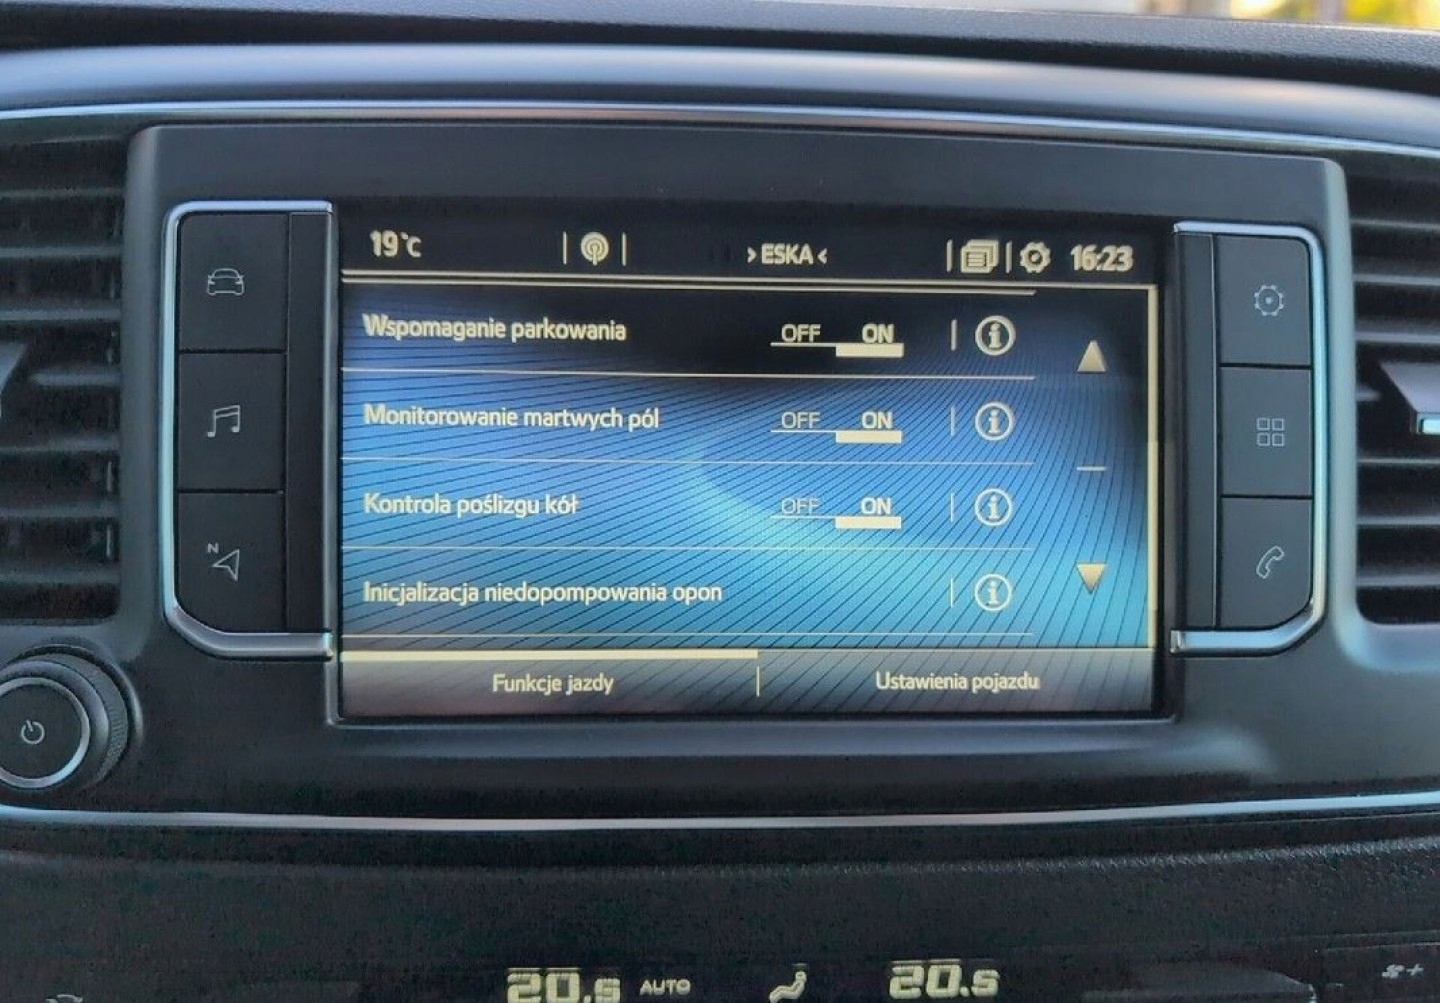 19°C >ESKA< 16:23
Wspomaganie parkowania OFF ON
Monitorowanie martwych pól OFF ON
Kontrola poślizgu kół OFF ON
Inicjalizacja niedopompowania opon
Funkcje jazdy Ustawienia pojazdu
N
20.5 AUTO 20.5